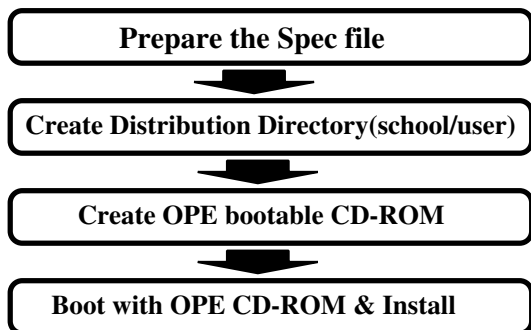 Prepare the Spec file
Create Distribution Directory(school/user)
Create OPE bootable CD-ROM
Boot with OPE CD-ROM & Install